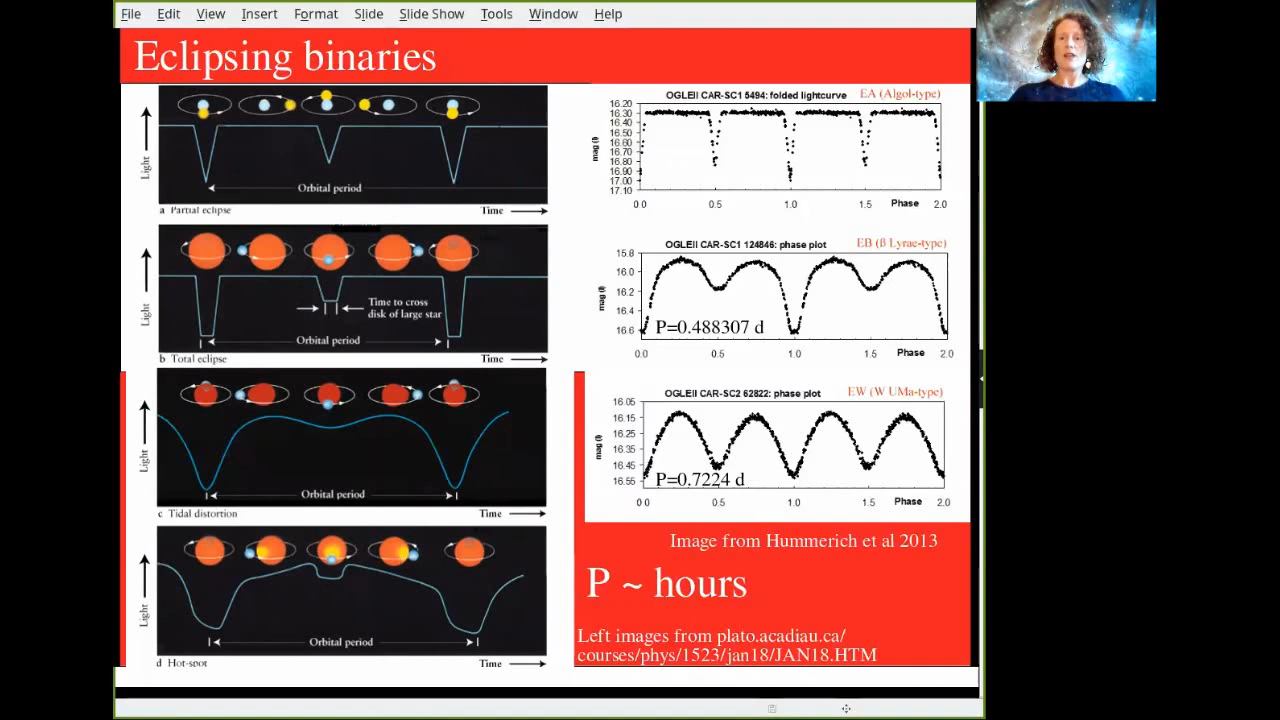 File Edit View Insert Format Slide Slide Show Tools Window Help
Eclipsing binaries
Light
Orbital period
a Partial eclipse
Time
Light
Time to cross
disk of large star
Orbital period
b Total eclipse
Time
Light
Orbital period
c Tidal distortion
Time
Light
Orbital period
d Hot-spot
Time
OGLEII CAR-SC1 5494: folded lightcurve
EA (Algol-type)
mag (I)
16.20
16.30
16.40
16.50
16.60
16.70
16.80
16.90
17.00
17.10
0.0 0.5 1.0 1.5 Phase 2.0
OGLEII CAR-SC1 124846: phase plot
EB (β Lyrae-type)
mag (I)
15.8
16.0
16.2
16.4
16.6
P=0.488307 d
0.0 0.5 1.0 1.5 Phase 2.0
OGLEII CAR-SC2 62822: phase plot
EW (W UMa-type)
mag (I)
16.05
16.15
16.25
16.35
16.45
16.55
P=0.7224 d
0.0 0.5 1.0 1.5 Phase 2.0
Image from Hummerich et al 2013
P ~ hours
Left images from plato.acadiau.ca/
courses/phys/1523/jan18/JAN18.HTM